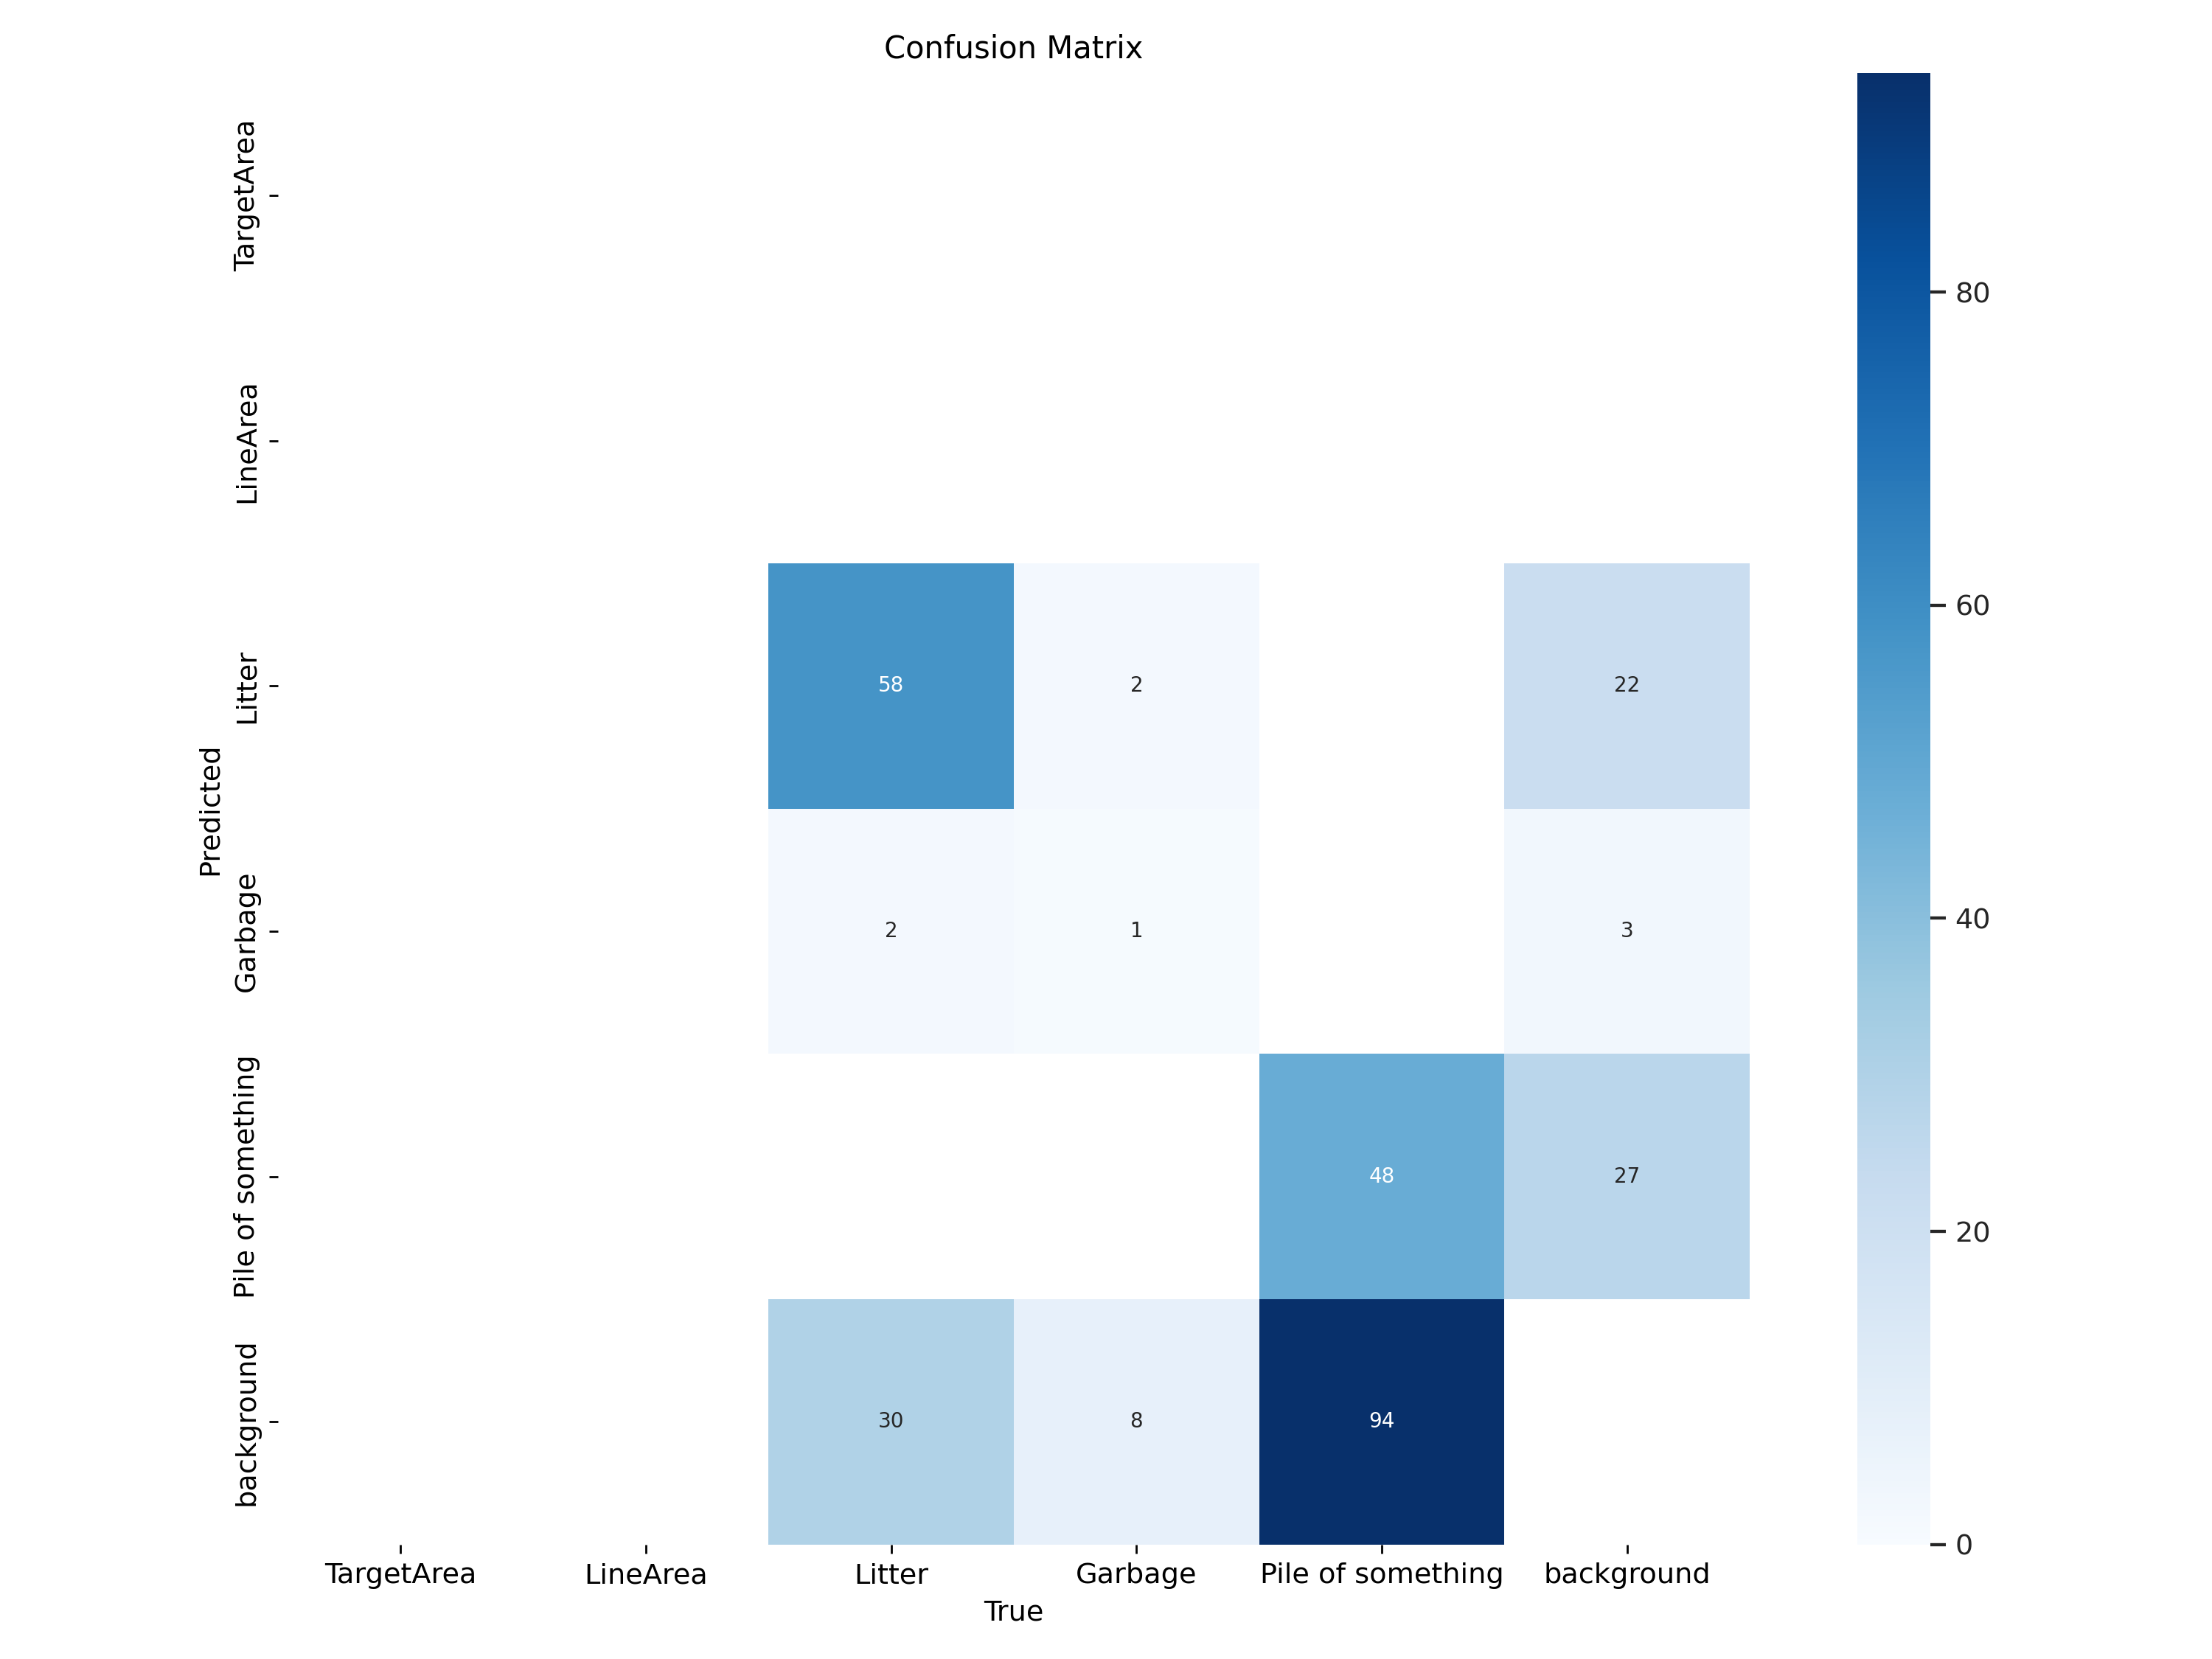 Confusion Matrix
TargetArea
LineArea
Litter
Garbage
Pile of something
background
Predicted
58 2 22
2 1 3
48 27
30 8 94
TargetArea LineArea Litter Garbage Pile of something background
True
80
60
40
20
0